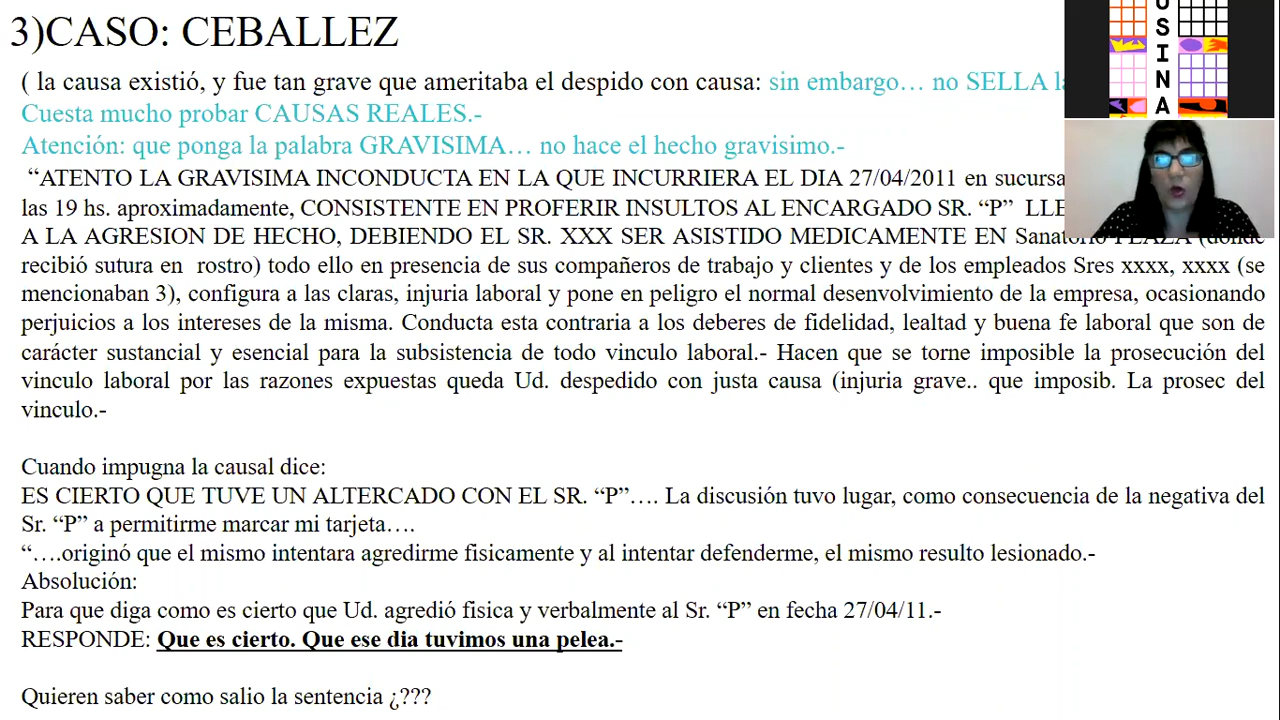 3)CASO: CEBALLEZ
( la causa existió, y fue tan grave que ameritaba el despido con causa: sin embargo… no SELLA
Cuesta mucho probar CAUSAS REALES.-
Atención: que ponga la palabra GRAVISIMA… no hace el hecho gravisimo.-
“ATENTO LA GRAVISIMA INCONDUCTA EN LA QUE INCURRIERA EL DIA 27/04/2011 en
las 19 hs. aproximadamente, CONSISTENTE EN PROFERIR INSULTOS AL ENCARGADO SR. “P”
A LA AGRESION DE HECHO, DEBIENDO EL SR. XXX SER ASISTIDO MEDICAMENTE EN
recibió sutura en rostro) todo ello en presencia de sus compañeros de trabajo y clientes y de los empleados Sres xxxx, xxxx (se
mencionaban 3), configura a las claras, injuria laboral y pone en peligro el normal desenvolvimiento de la empresa, ocasionando
perjuicios a los intereses de la misma. Conducta esta contraria a los deberes de fidelidad, lealtad y buena fe laboral que son de
carácter sustancial y esencial para la subsistencia de todo vinculo laboral.- Hacen que se torne imposible la prosecución del
vinculo laboral por las razones expuestas queda Ud. despedido con justa causa (injuria grave.. que imposib. La prosec del
vinculo.-
Cuando impugna la causal dice:
ES CIERTO QUE TUVE UN ALTERCADO CON EL SR. “P”…. La discusión tuvo lugar, como consecuencia de la negativa del
Sr. “P” a permitirme marcar mi tarjeta….
“….originó que el mismo intentara agredirme fisicamente y al intentar defenderme, el mismo resulto lesionado.-
Absolución:
Para que diga como es cierto que Ud. agredió fisica y verbalmente al Sr. “P” en fecha 27/04/11.-
RESPONDE: Que es cierto. Que ese dia tuvimos una pelea.-
Quieren saber como salio la sentencia ¿???
USINA